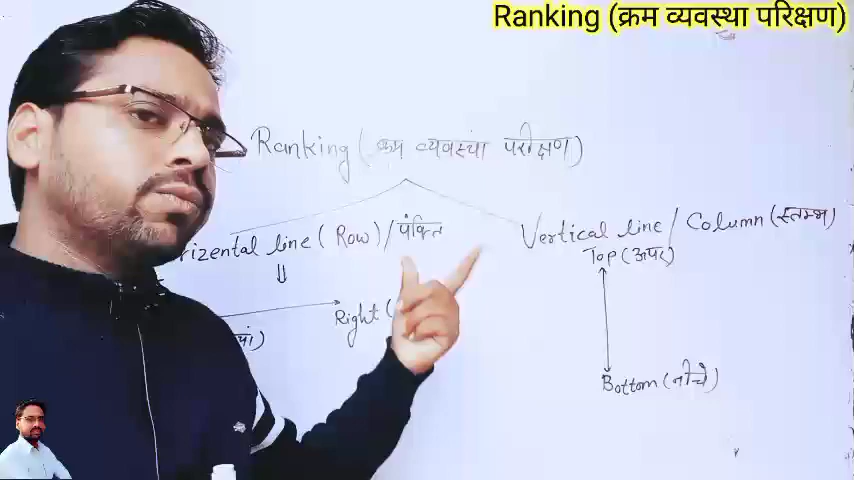 Ranking (क्रम व्यवस्था परिक्षण)
Ranking (क्रम व्यवस्था परीक्षण)
rizental line (Row)/पंक्ति
Vertical line / Column (स्तम्भ)
Top (ऊपर)
Right (
यां)
Bottom (नीचे)